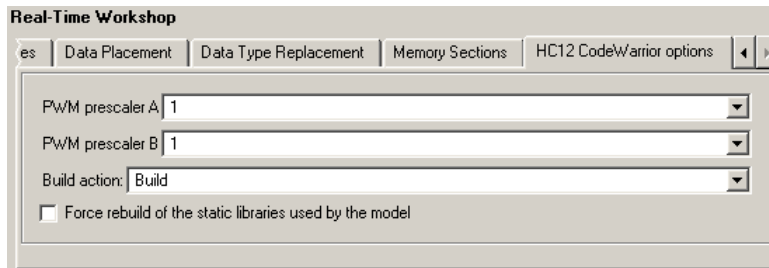 Real-Time Workshop
es Data Placement Data Type Replacement Memory Sections HC12 CodeWarrior options
PWM prescaler A 1
PWM prescaler B 1
Build action: Build
Force rebuild of the static libraries used by the model